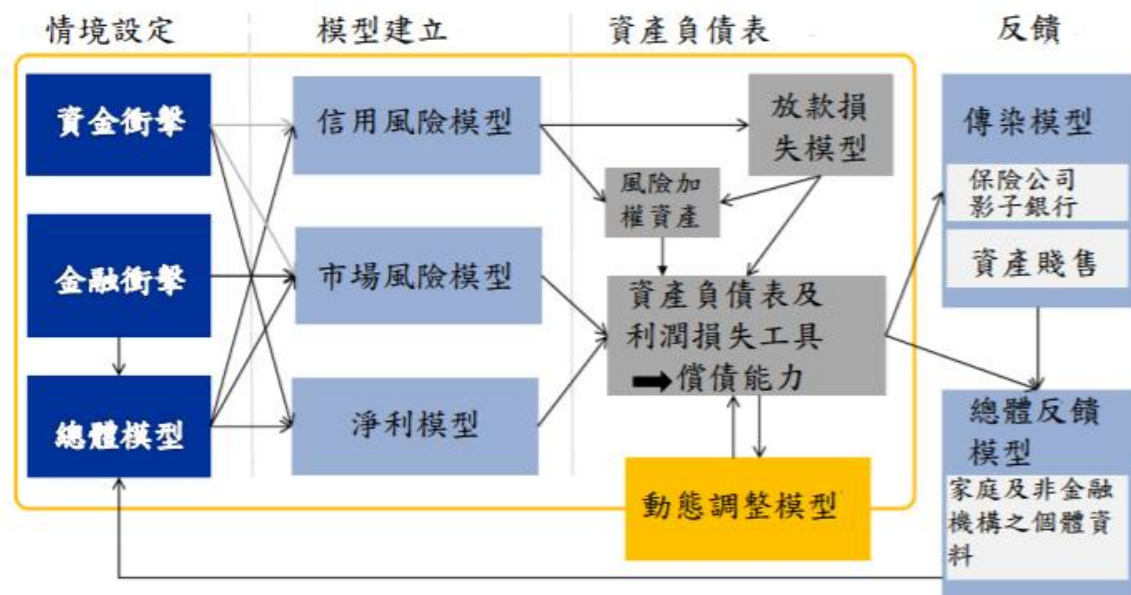 情境設定
模型建立
資產負債表
反饋
資金衝擊
金融衝擊
總體模型
信用風險模型
市場風險模型
淨利模型
放款損
失模型
風險加
權資產
資產負債表及
利潤損失工具
➡償債能力
動態調整模型
傳染模型
保險公司
影子銀行
資產賤售
總體反饋
模型
家庭及非金融
機構之個體資
料